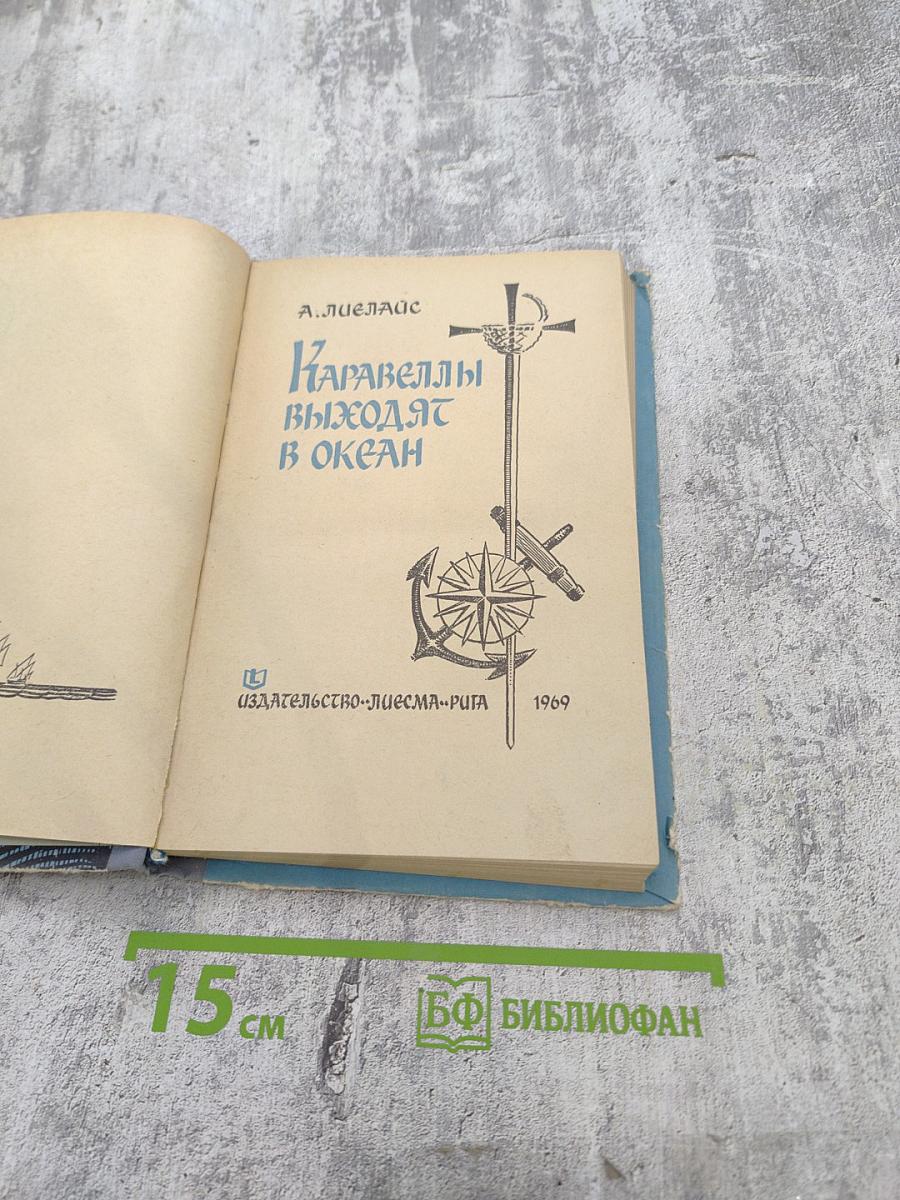 А. ЛИЕЛАЙС
КАРАВЕЛЛЫ
ВЫХОДЯТ
В ОКЕАН
L
ИЗДАТЕЛЬСТВО··ЛИЕСМА··РИГА 1969
15 см
БФ БИБЛИОФАН